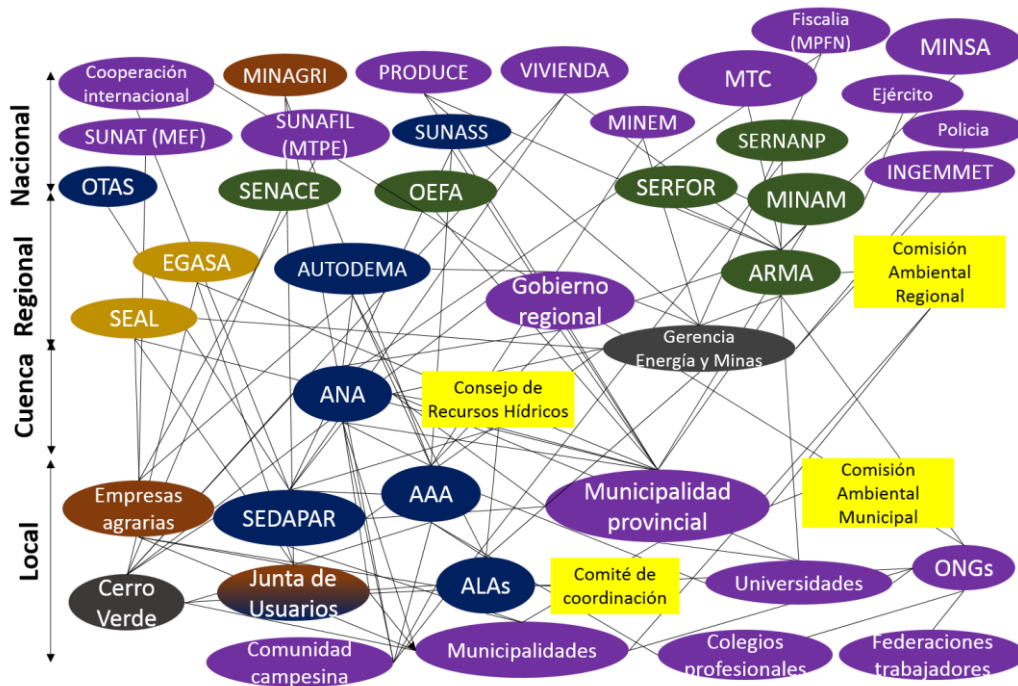 Fiscalia
(MPFN)
MINSA
Cooperación
internacional
MINAGRI
PRODUCE
VIVIENDA
MTC
Ejército
SUNAT (MEF)
SUNAFIL
(MTPE)
SUNASS
MINEM
SERNANP
Policia
INGEMMET
OTAS
SENACE
OEFA
SERFOR
MINAM
Nacional
EGASA
AUTODEMA
ARMA
Comisión
Ambiental
Regional
Gobierno
regional
SEAL
Gerencia
Energía y Minas
Regional
ANA
Consejo de
Recursos Hídricos
Cuenca
Empresas
agrarias
SEDAPAR
AAA
Municipalidad
provincial
Comisión
Ambiental
Municipal
Local
Cerro
Verde
Junta de
Usuarios
ALAs
Comité de
coordinación
Universidades
ONGs
Comunidad
campesina
Municipalidades
Colegios
profesionales
Federaciones
trabajadores